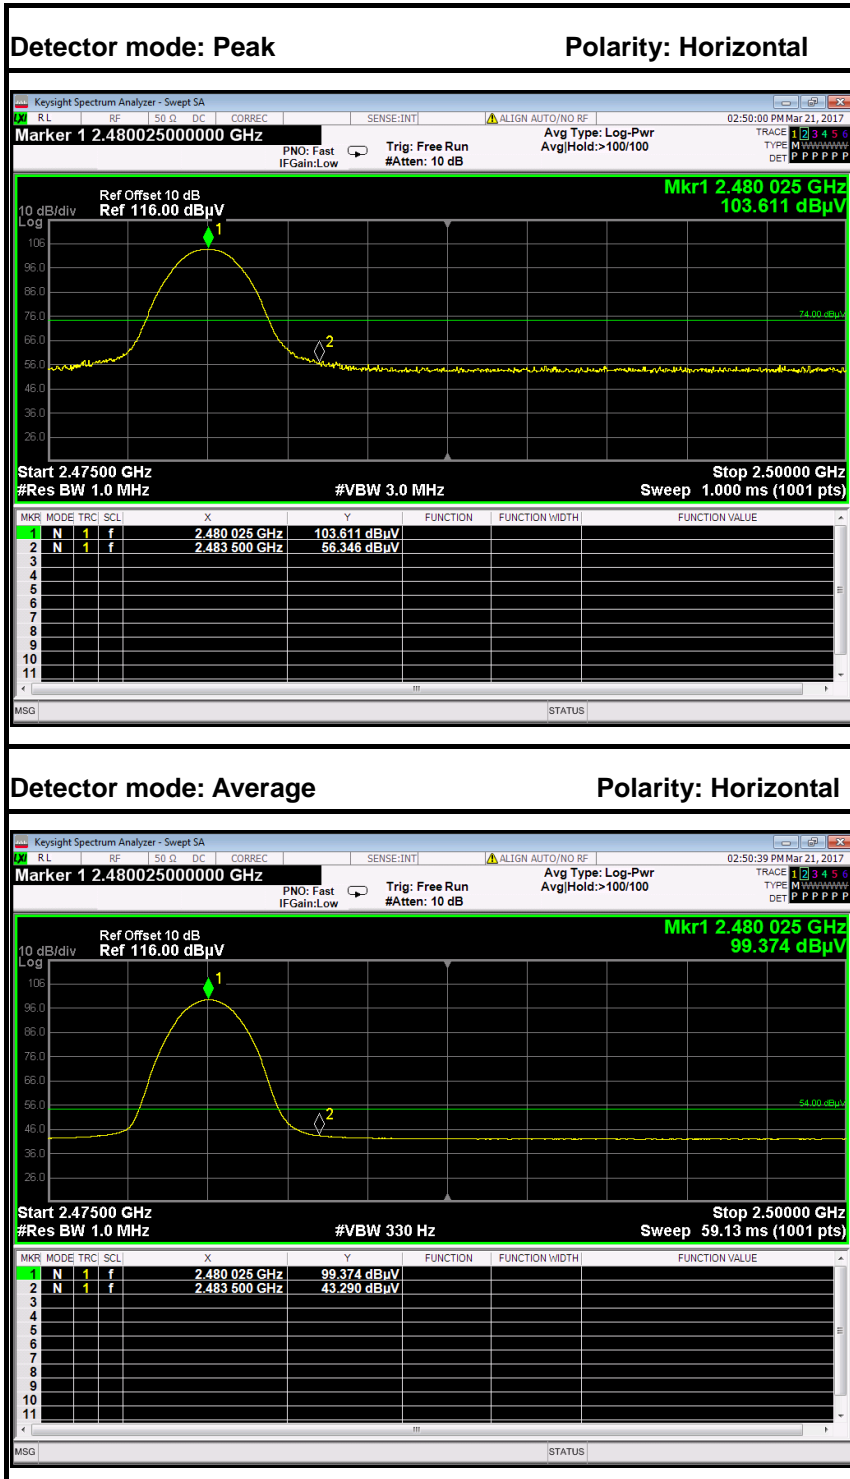 Detector mode: Peak Polarity: Horizontal
Keysight Spectrum Analyzer - Swept SA
LXI RL RF 50 Ω DC CORREC SENSE:INT ALIGN AUTO/NO RF 02:50:00 PM Mar 21, 2017
Marker 1 2.480025000000 GHz
PNO: Fast
IFGain:Low
Trig: Free Run
#Atten: 10 dB
Avg Type: Log-Pwr
Avg|Hold:>100/100
TRACE 1 2 3 4 5 6
TYPE M W W W W W
DET P P P P P P
Mkr1 2.480 025 GHz
103.611 dBµV
Ref Offset 10 dB
10 dB/div Ref 116.00 dBµV
Log
1
106
96.0
86.0
76.0
74.00 dBµV
66.0
2
56.0
46.0
36.0
26.0
Start 2.47500 GHz Stop 2.50000 GHz
#Res BW 1.0 MHz #VBW 3.0 MHz Sweep 1.000 ms (1001 pts)
MKR MODE TRC SCL X Y FUNCTION FUNCTION WIDTH FUNCTION VALUE
1 N 1 f 2.480 025 GHz 103.611 dBµV
2 N 1 f 2.483 500 GHz 56.346 dBµV
3
4
5
6
7
8
9
10
11
MSG STATUS
Detector mode: Average Polarity: Horizontal
Keysight Spectrum Analyzer - Swept SA
LXI RL RF 50 Ω DC CORREC SENSE:INT ALIGN AUTO/NO RF 02:50:39 PM Mar 21, 2017
Marker 1 2.480025000000 GHz
PNO: Fast
IFGain:Low
Trig: Free Run
#Atten: 10 dB
Avg Type: Log-Pwr
Avg|Hold:>100/100
TRACE 1 2 3 4 5 6
TYPE M W W W W W
DET P P P P P P
Mkr1 2.480 025 GHz
99.374 dBµV
Ref Offset 10 dB
10 dB/div Ref 116.00 dBµV
Log
1
106
96.0
86.0
76.0
66.0
56.0
54.00 dBµV
2
46.0
36.0
26.0
Start 2.47500 GHz Stop 2.50000 GHz
#Res BW 1.0 MHz #VBW 330 Hz Sweep 59.13 ms (1001 pts)
MKR MODE TRC SCL X Y FUNCTION FUNCTION WIDTH FUNCTION VALUE
1 N 1 f 2.480 025 GHz 99.374 dBµV
2 N 1 f 2.483 500 GHz 43.290 dBµV
3
4
5
6
7
8
9
10
11
MSG STATUS